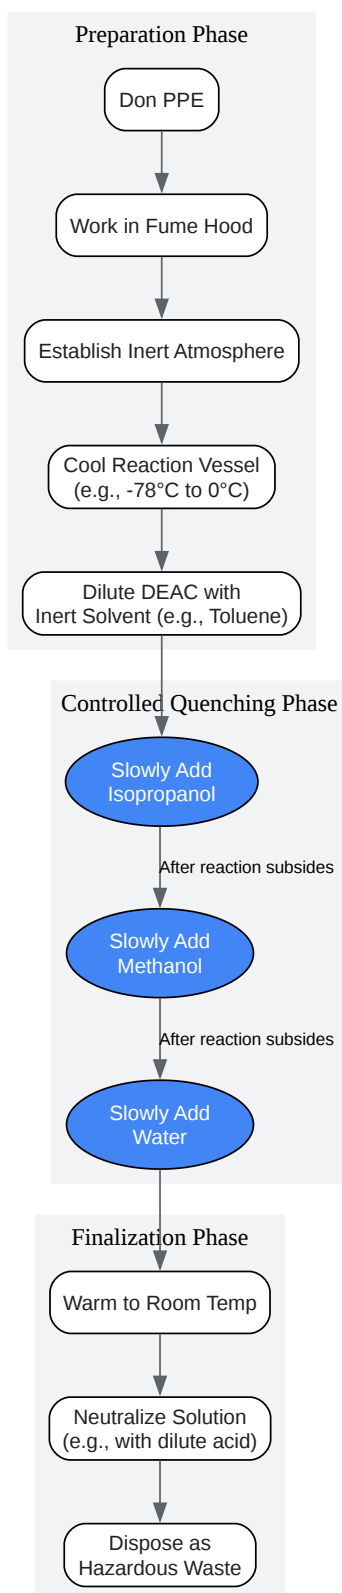 Preparation Phase
Don PPE
Work in Fume Hood
Establish Inert Atmosphere
Cool Reaction Vessel
(e.g., -78°C to 0°C)
Dilute DEAC with
Inert Solvent (e.g., Toluene)
Controlled Quenching Phase
Slowly Add
Isopropanol
After reaction subsides
Slowly Add
Methanol
After reaction subsides
Slowly Add
Water
Finalization Phase
Warm to Room Temp
Neutralize Solution
(e.g., with dilute acid)
Dispose as
Hazardous Waste